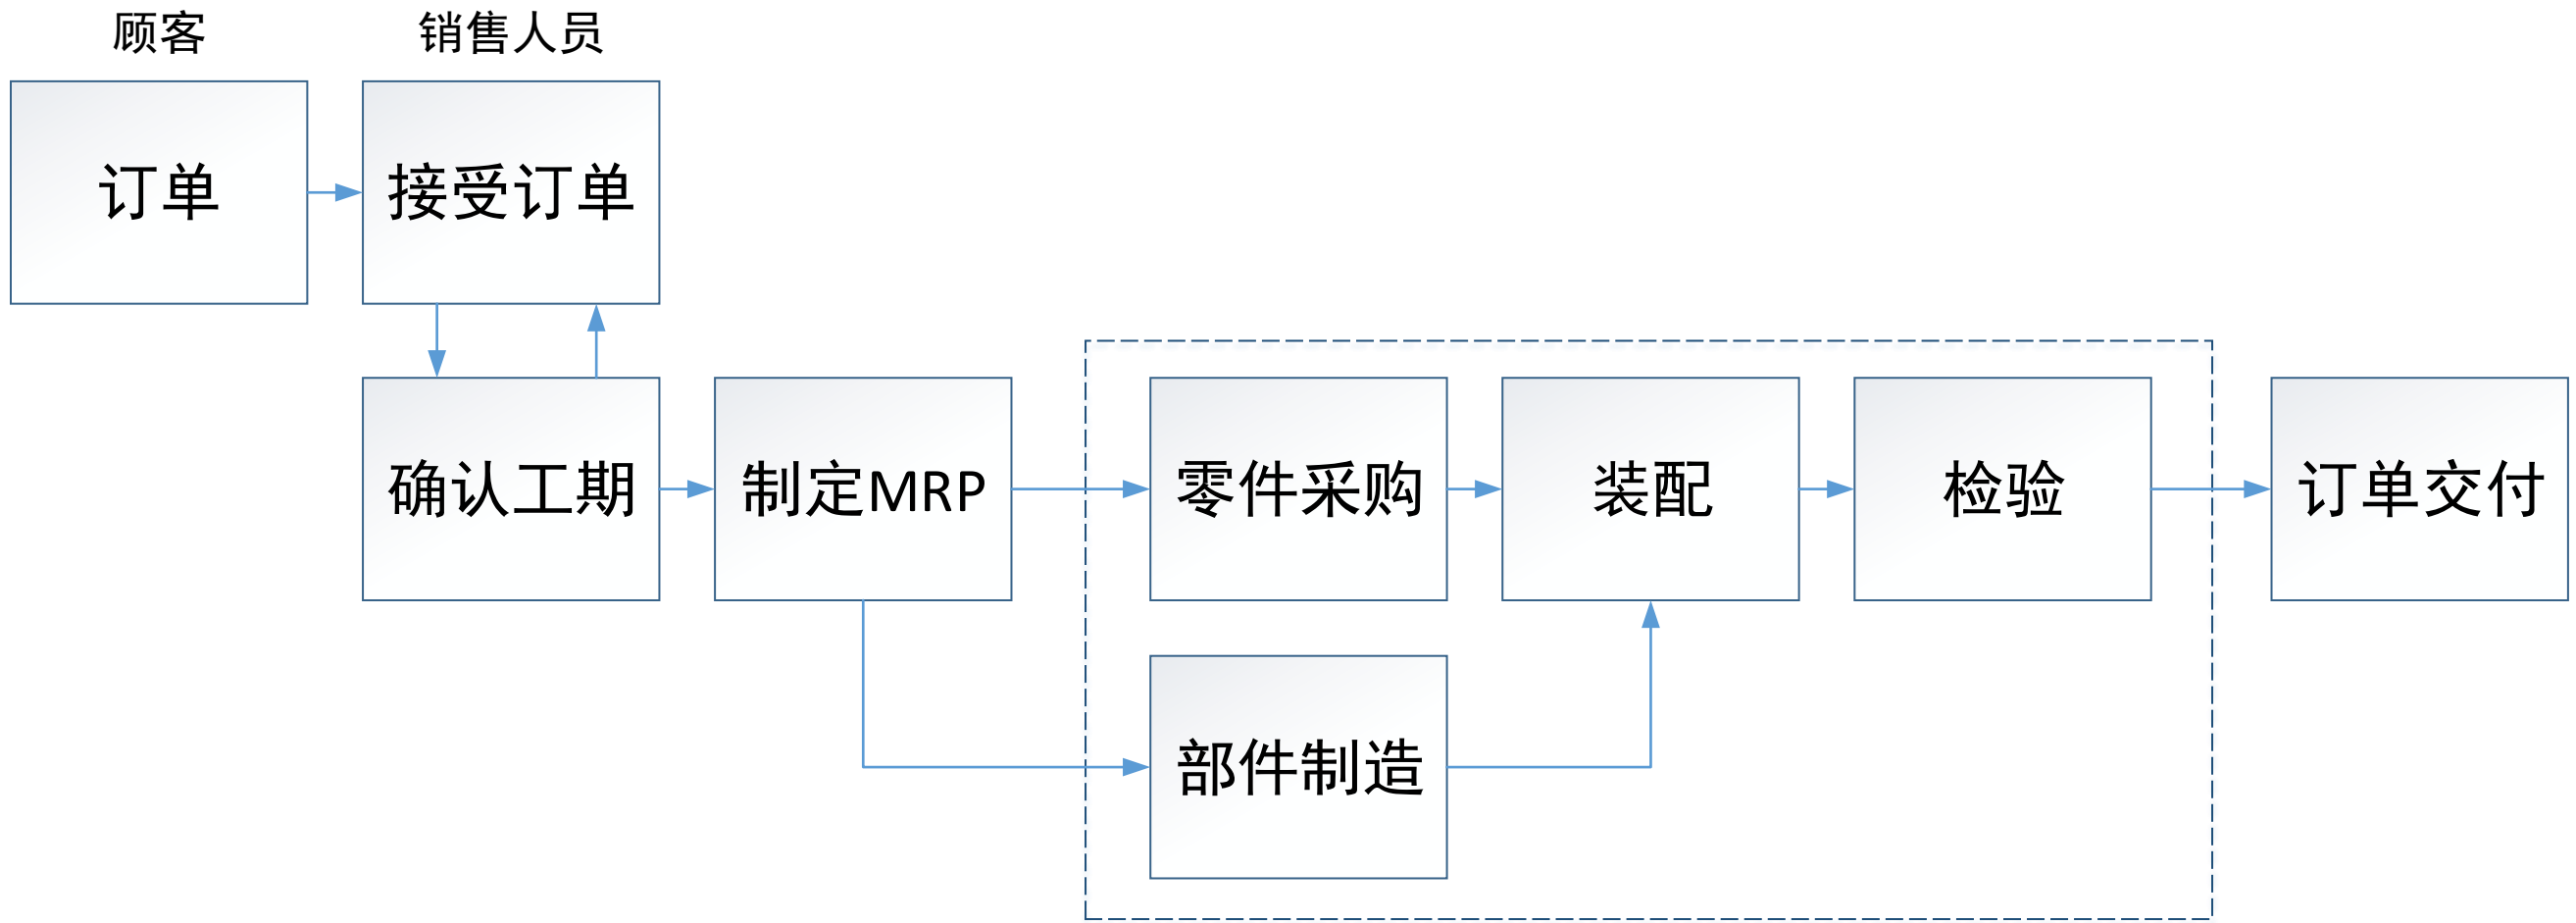 顾客
销售人员
订单
接受订单
确认工期
制定MRP
零件采购
装配
检验
订单交付
部件制造